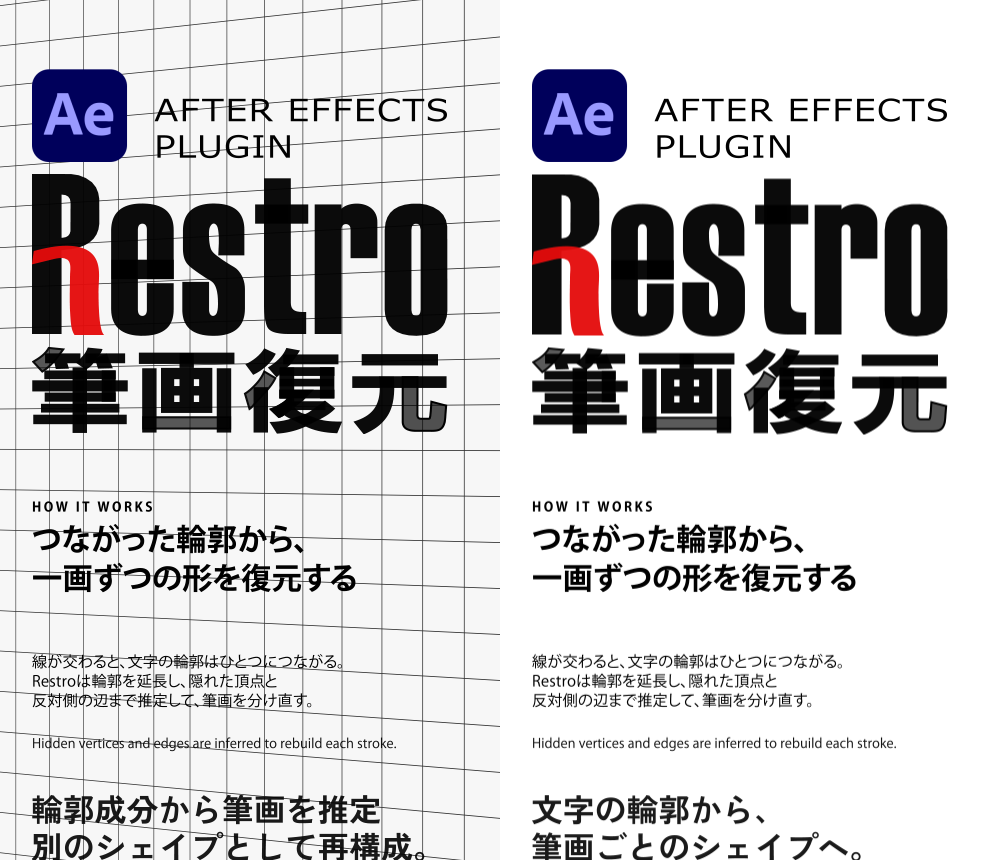 Ae
AFTER EFFECTS
PLUGIN
Restro
筆画復元
HOW IT WORKS
つながった輪郭から、
一画ずつの形を復元する
線が交わると、文字の輪郭はひとつにつながる。
Restroは輪郭を延長し、隠れた頂点と
反対側の辺まで推定して、筆画を分け直す。
Hidden vertices and edges are inferred to rebuild each stroke.
輪郭成分から筆画を推定
別のシェイプとして再構成。
Ae
AFTER EFFECTS
PLUGIN
Restro
筆画復元
HOW IT WORKS
つながった輪郭から、
一画ずつの形を復元する
線が交わると、文字の輪郭はひとつにつながる。
Restroは輪郭を延長し、隠れた頂点と
反対側の辺まで推定して、筆画を分け直す。
Hidden vertices and edges are inferred to rebuild each stroke.
文字の輪郭から、
筆画ごとのシェイプへ。